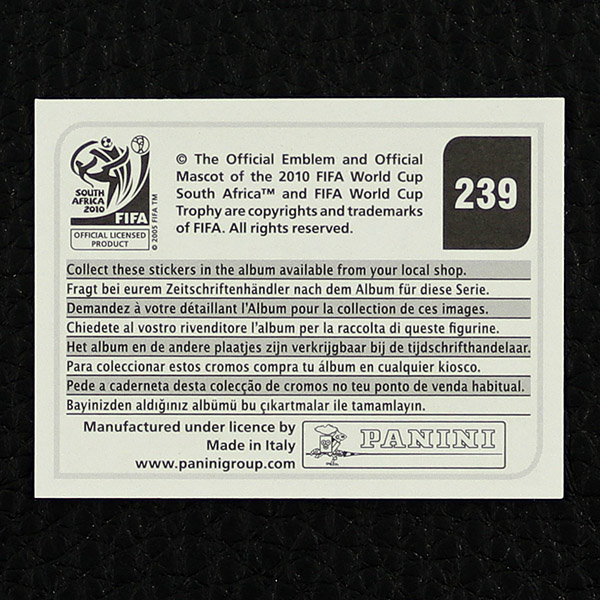 SOUTH
AFRICA
2010
FIFA
OFFICIAL LICENSED
PRODUCT
© 2005 FIFA TM
© The Official Emblem and Official
Mascot of the 2010 FIFA World Cup
South Africa™ and FIFA World Cup
Trophy are copyrights and trademarks
of FIFA. All rights reserved.
239
Collect these stickers in the album available from your local shop.
Fragt bei eurem Zeitschriftenhändler nach dem Album für diese Serie.
Demandez à votre détaillant l'Album pour la collection de ces images.
Chiedete al vostro rivenditore l'album per la raccolta di queste figurine.
Het album en de andere plaatjes zijn verkrijgbaar bij de tijdschrifthandelaar.
Para coleccionar estos cromos compra tu álbum en cualquier kiosco.
Pede a caderneta desta colecção de cromos no teu ponto de venda habitual.
Bayinizden aldığınız albümü bu çıkartmalar ile tamamlayın.
Manufactured under licence by
Made in Italy
www.paninigroup.com
PANINI